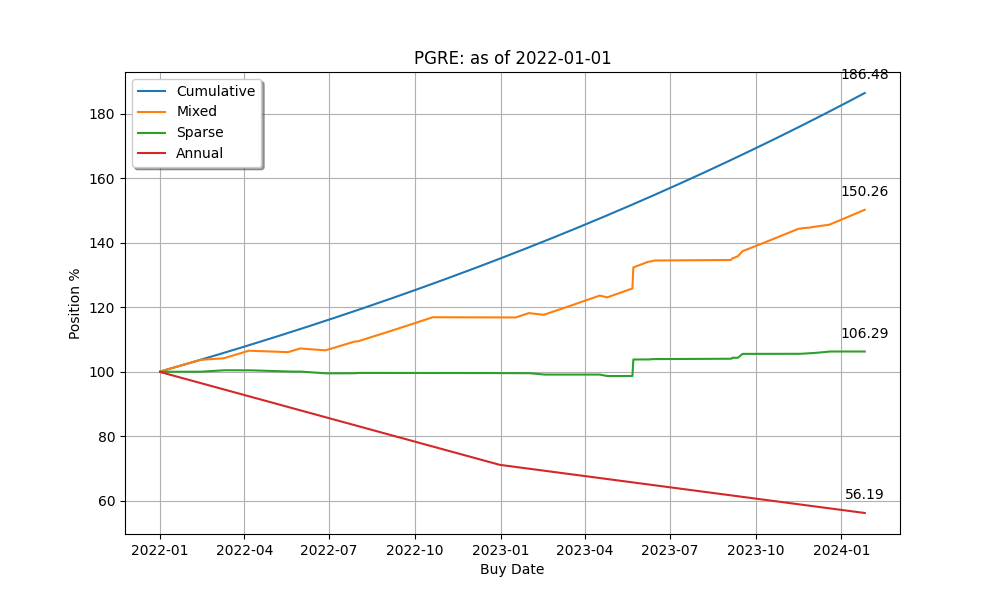 PGRE: as of 2022-01-01
186.48
Cumulative
Mixed
Sparse
Annual
180
160
140
120
100
80
60
150.26
106.29
56.19
Position %
2022-01 2022-04 2022-07 2022-10 2023-01 2023-04 2023-07 2023-10 2024-01
Buy Date